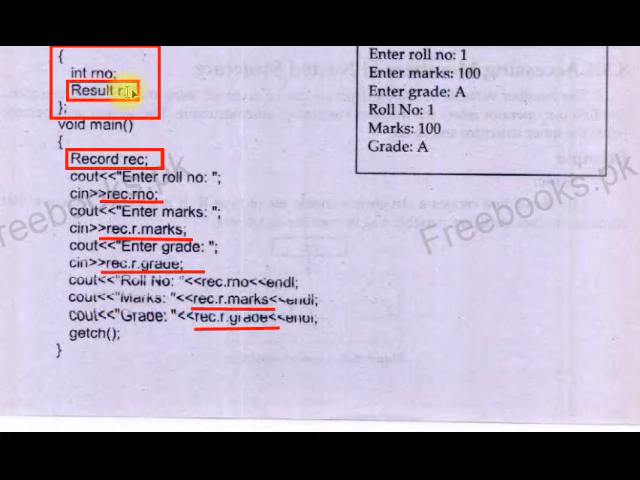 {
int rno;
Result r;
};
void main()
{
Record rec;
cout<<"Enter roll no: ";
cin>>rec.rno;
cout<<"Enter marks: ";
cin>>rec.r.marks;
cout<<"Enter grade: ";
cin>>rec.r.grade;
cout<<"Roll No: "<<rec.rno<<endl;
cout<<"Marks: "<<rec.r.marks<<endl;
cout<<"Grade: "<<rec.r.grade<<endl;
getch();
}
Enter roll no: 1
Enter marks: 100
Enter grade: A
Roll No: 1
Marks: 100
Grade: A
Freebooks.pk
Freebooks.pk